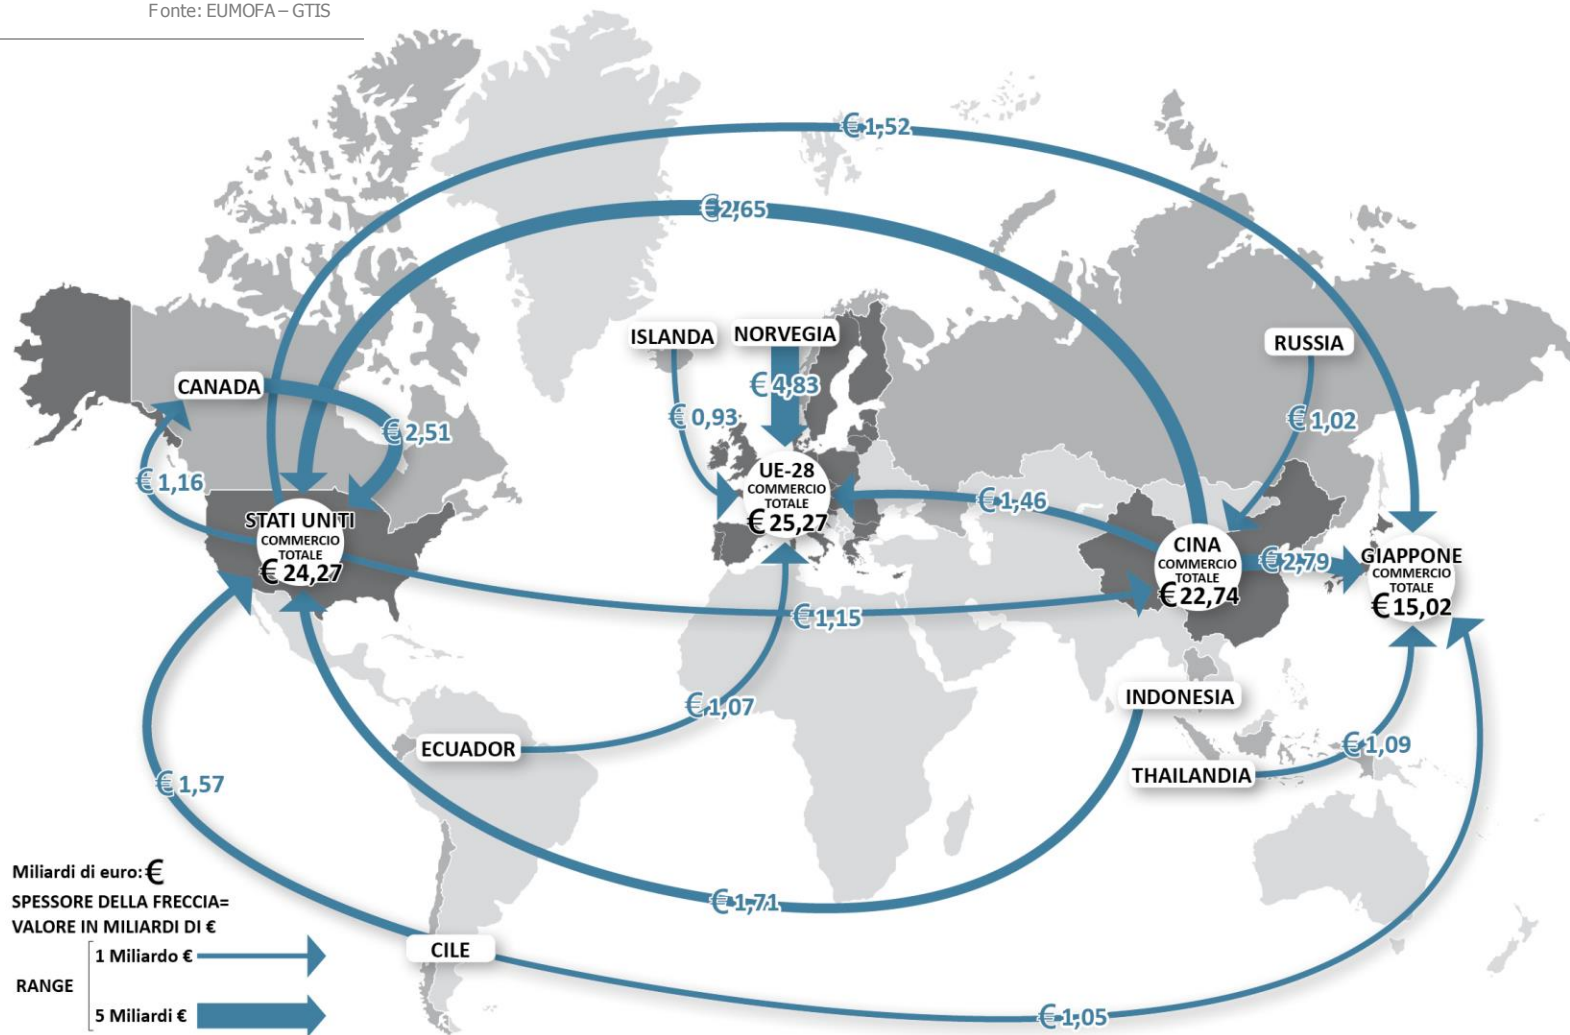 Fonte: EUMOFA – GTIS
€ 1,52
€ 2,65
ISLANDA
NORVEGIA
RUSSIA
CANADA
€ 4,83
€ 0,93
€ 1,02
€ 2,51
€ 1,16
UE-28
COMMERCIO
TOTALE
€ 25,27
€ 1,46
STATI UNITI
COMMERCIO
TOTALE
€ 24,27
CINA
COMMERCIO
TOTALE
€ 22,74
€ 2,79
GIAPPONE
COMMERCIO
TOTALE
€ 15,02
€ 1,15
INDONESIA
€ 1,07
ECUADOR
€ 1,09
THAILANDIA
€ 1,57
Miliardi di euro: €
SPESSORE DELLA FRECCIA=
VALORE IN MILIARDI DI €
€ 1,71
1 Miliardo €
CILE
RANGE
5 Miliardi €
€ 1,05